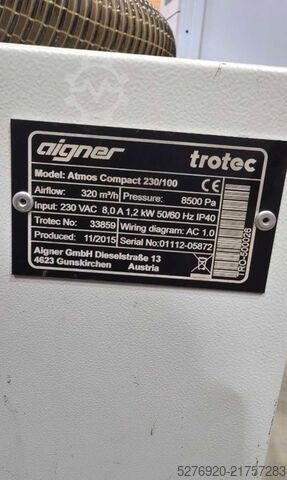 aigner trotec
Model: Atmos Compact 230/100 CE
Airflow: 320 m³/h Pressure: 8500 Pa
Input: 230 VAC 8,0 A 1,2 kW 50/60 Hz IP40
Trotec No: 33859 Wiring diagram: AC 1.0
Produced: 11/2015 Serial No:01112-05872
Aigner GmbH Dieselstraße 13
4623 Gunskirchen Austria
TRO-500026
5276920-21757283